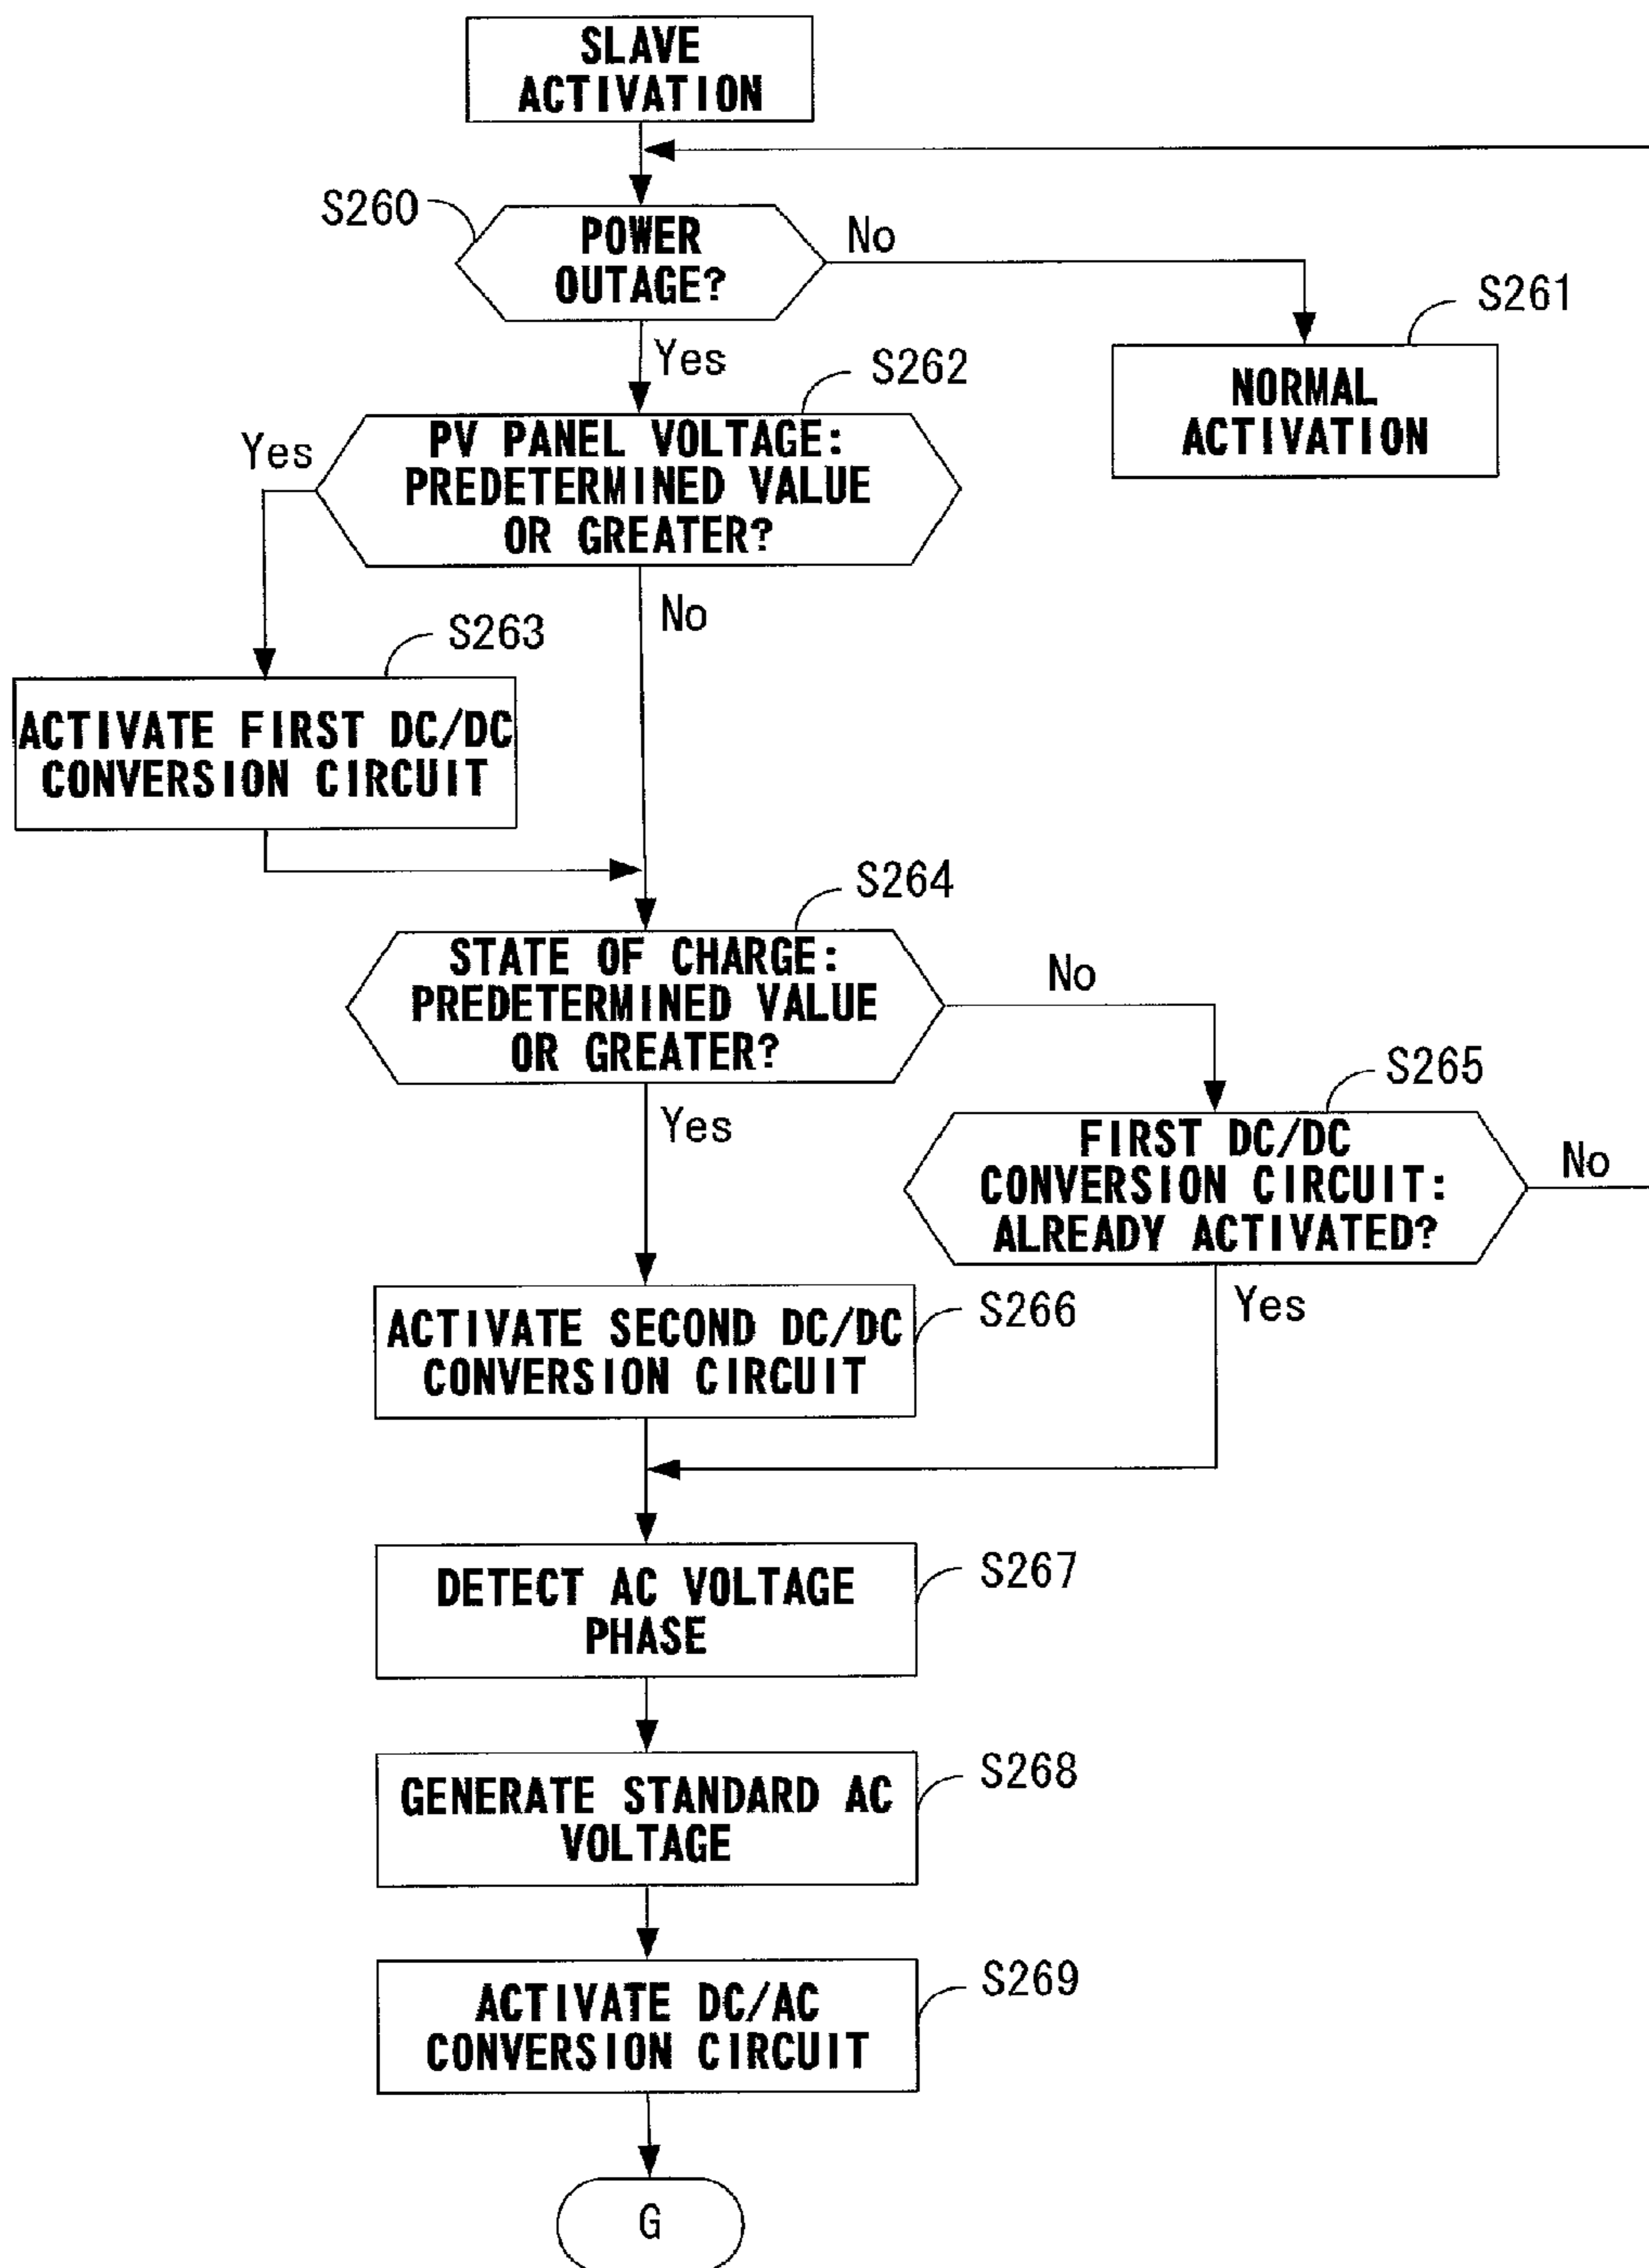 SLAVE
ACTIVATION
S260
POWER
OUTAGE?
No
S261
NORMAL
ACTIVATION
Yes
S262
PV PANEL VOLTAGE:
PREDETERMINED VALUE
OR GREATER?
Yes
No
S263
ACTIVATE FIRST DC/DC
CONVERSION CIRCUIT
S264
STATE OF CHARGE:
PREDETERMINED VALUE
OR GREATER?
No
Yes
S265
FIRST DC/DC
CONVERSION CIRCUIT:
ALREADY ACTIVATED?
No
Yes
S266
ACTIVATE SECOND DC/DC
CONVERSION CIRCUIT
S267
DETECT AC VOLTAGE
PHASE
S268
GENERATE STANDARD AC
VOLTAGE
S269
ACTIVATE DC/AC
CONVERSION CIRCUIT
G